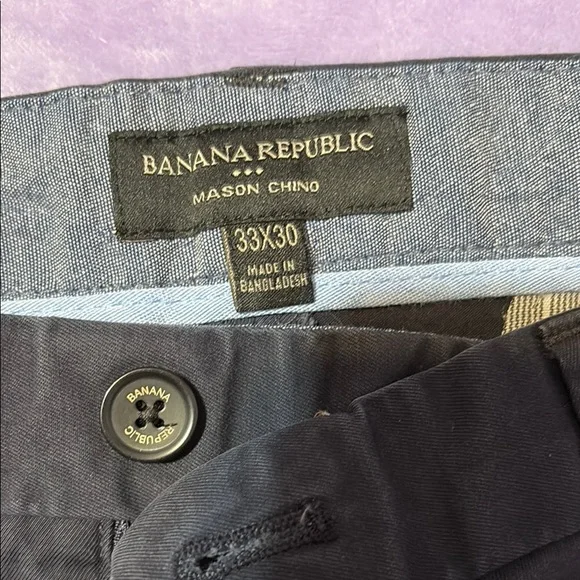 BANANA REPUBLIC
MASON CHINO
33X30
MADE IN
BANGLADESH
BANANA
REPUBLIC